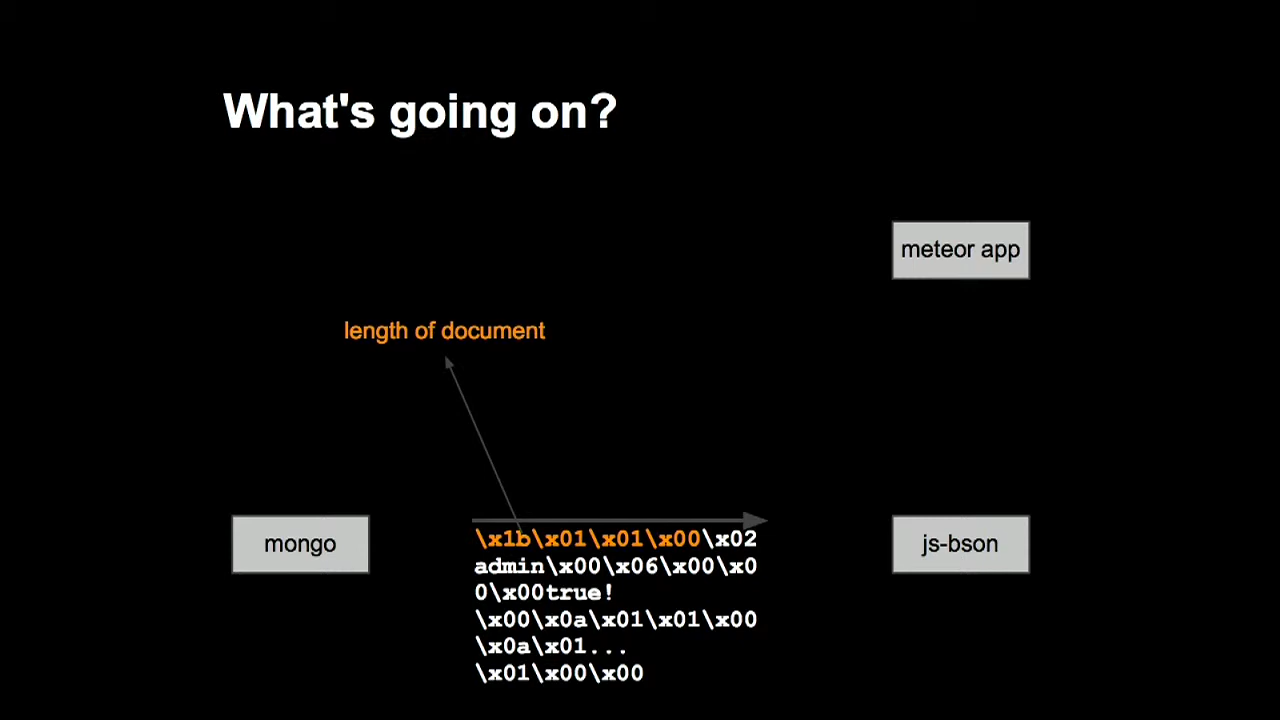 What's going on?
meteor app
length of document
mongo
\x1b\x01\x01\x00\x02
admin\x00\x06\x00\x0
0\x00true!
\x00\x0a\x01\x01\x00
\x0a\x01...
\x01\x00\x00
js-bson